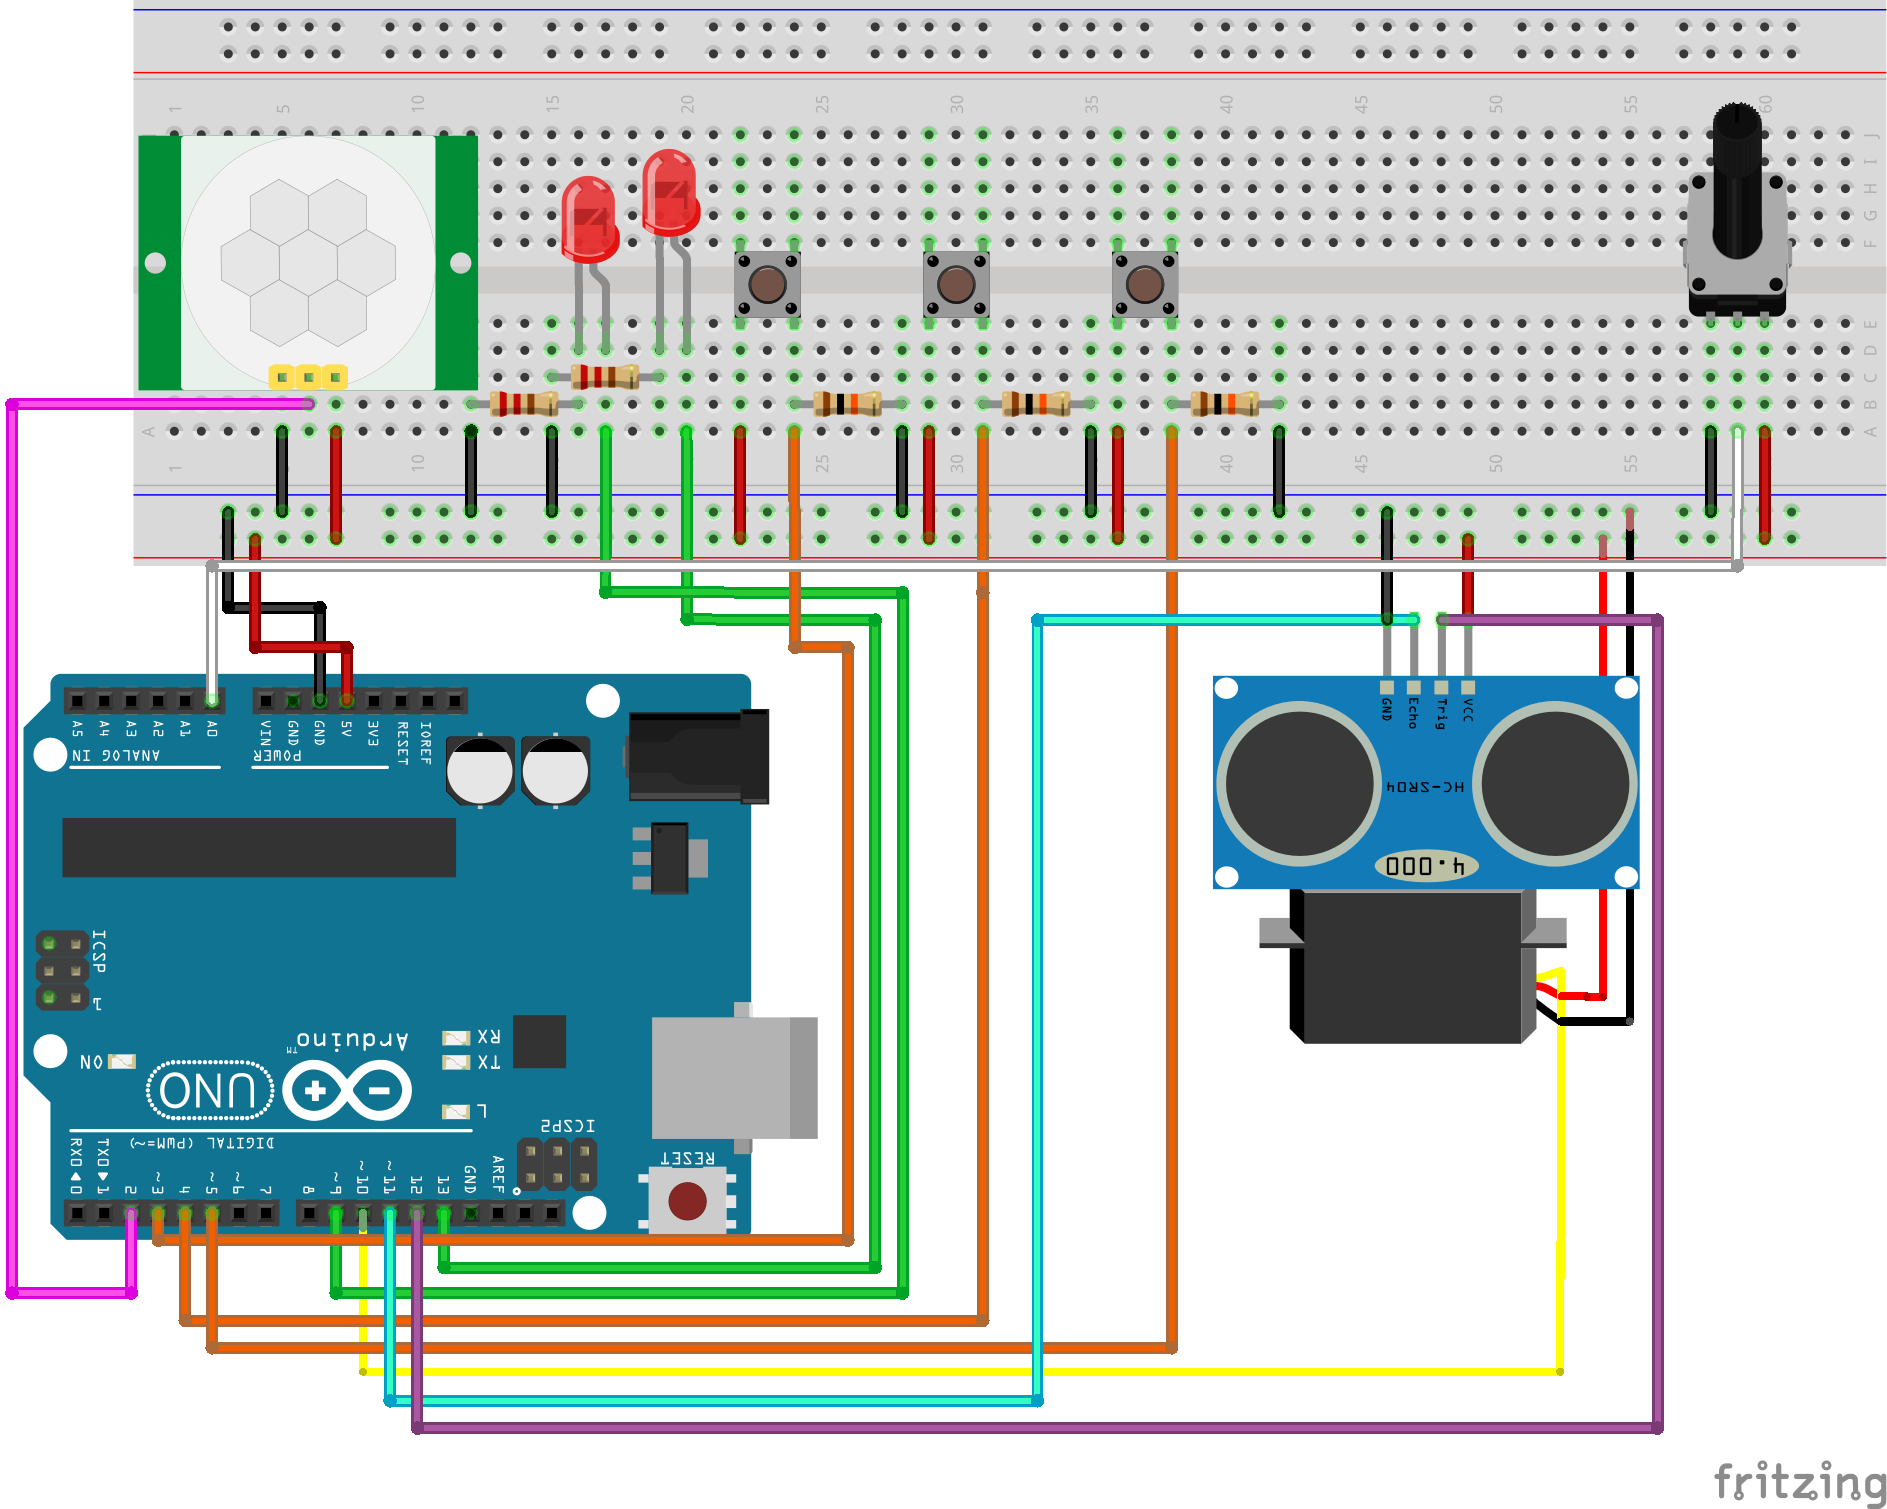 1 5 10 15 20 25 30 35 40 45 50 55 60
J
I
H
G
F
E
D
C
B
A A
1 10 25 30 40 45 50 55
A5 A4 A3 A2 A1 A0 VIN GND GND 5V 3V3 RESET IOREF
ANALOG IN POWER
GND Echo Trig VCC
HC-SR04
4.000
ICSP
1
Arduino
TM
RX
TX
ON
UNO
L
ICSP2
DIGITAL (PWM=~)
RESET
RX0 0 TX0 1 2 ~3 4 ~5 ~6 7 8 ~9 ~10 ~11 12 13 GND AREF
fritzing